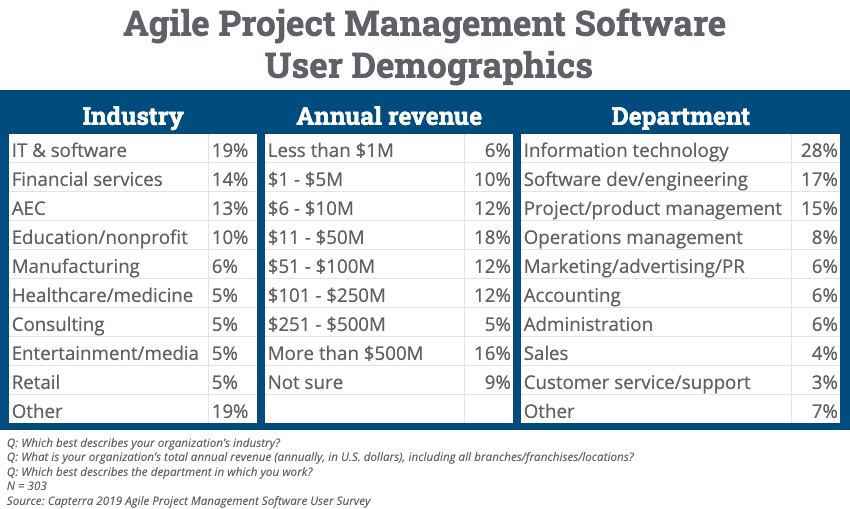 Agile Project Management Software
User Demographics
Industry Annual revenue Department
IT & software 19% Less than $1M 6% Information technology 28%
Financial services 14% $1 - $5M 10% Software dev/engineering 17%
AEC 13% $6 - $10M 12% Project/product management 15%
Education/nonprofit 10% $11 - $50M 18% Operations management 8%
Manufacturing 6% $51 - $100M 12% Marketing/advertising/PR 6%
Healthcare/medicine 5% $101 - $250M 12% Accounting 6%
Consulting 5% $251 - $500M 5% Administration 6%
Entertainment/media 5% More than $500M 16% Sales 4%
Retail 5% Not sure 9% Customer service/support 3%
Other 19% Other 7%
Q: Which best describes your organization's industry?
Q: What is your organization's total annual revenue (annually, in U.S. dollars), including all branches/franchises/locations?
Q: Which best describes the department in which you work?
N = 303
Source: Capterra 2019 Agile Project Management Software User Survey